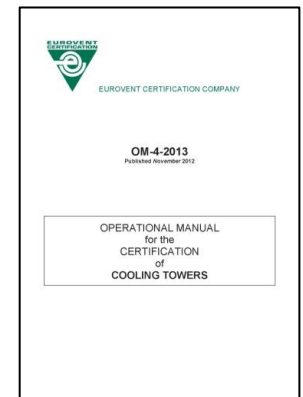 EUROVENT
CERTIFICATION
EUROVENT CERTIFICATION COMPANY
OM-4-2013
Published November 2012
OPERATIONAL MANUAL
for the
CERTIFICATION
of
COOLING TOWERS